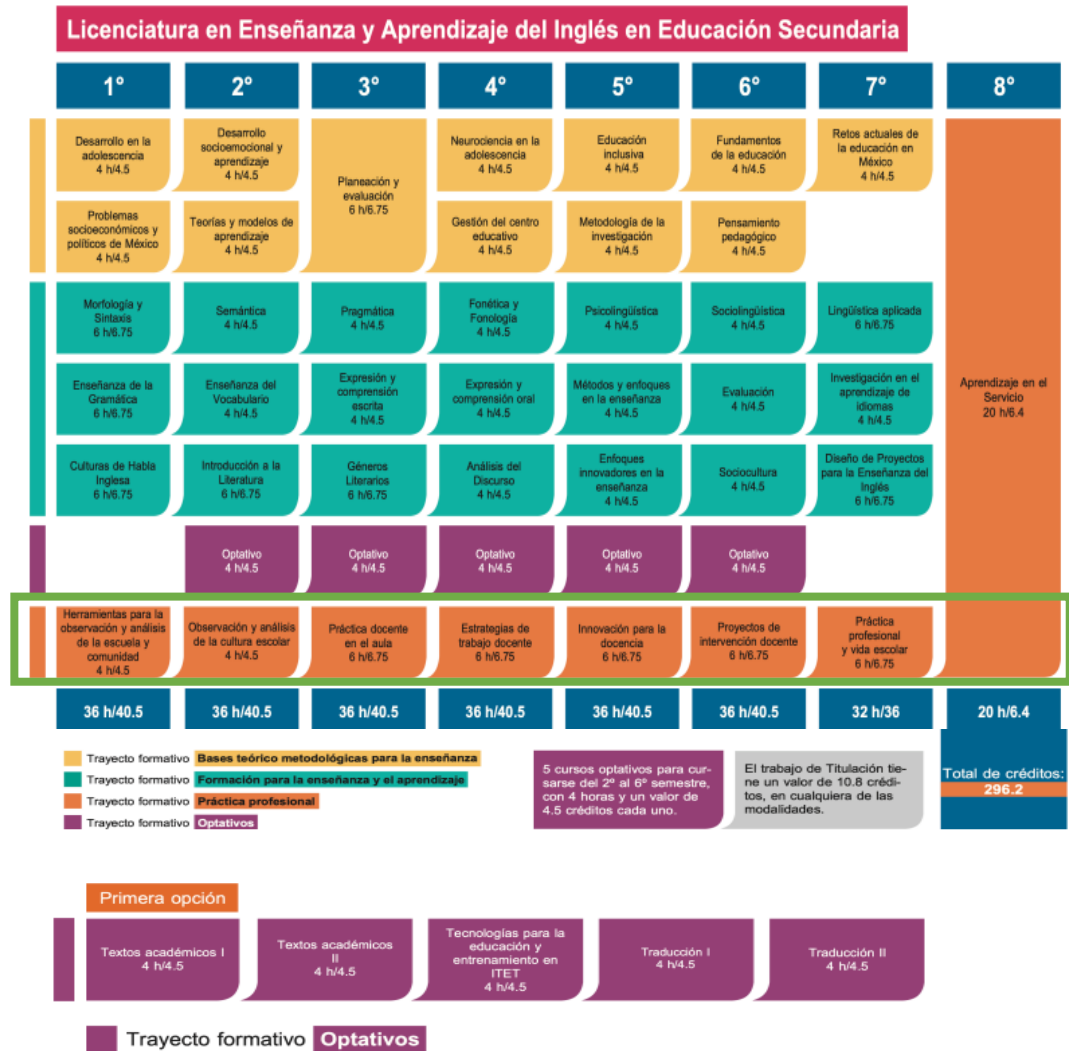 Licenciatura en Enseñanza y Aprendizaje del Inglés en Educación Secundaria
1°
2°
3°
4°
5°
6°
7°
8°
Desarrollo en la
adolescencia
4 h/4.5
Desarrollo
socioemocional y
aprendizaje
4 h/4.5
Planeación y
evaluación
6 h/6.75
Neurociencia en la
adolescencia
4 h/4.5
Educación
inclusiva
4 h/4.5
Fundamentos
de la educación
4 h/4.5
Retos actuales de
la educación en
México
4 h/4.5
Problemas
socioeconómicos y
políticos de México
4 h/4.5
Teorías y modelos de
aprendizaje
4 h/4.5
Gestión del centro
educativo
4 h/4.5
Metodología de la
investigación
4 h/4.5
Pensamiento
pedagógico
4 h/4.5
Morfología y
Sintaxis
6 h/6.75
Semántica
4 h/4.5
Pragmática
4 h/4.5
Fonética y
Fonología
4 h/4.5
Psicolingüística
4 h/4.5
Sociolingüística
4 h/4.5
Lingüística aplicada
6 h/6.75
Enseñanza de la
Gramática
6 h/6.75
Enseñanza del
Vocabulario
4 h/4.5
Expresión y
comprensión
escrita
4 h/4.5
Expresión y
comprensión oral
4 h/4.5
Métodos y enfoques
en la enseñanza
4 h/4.5
Evaluación
4 h/4.5
Investigación en el
aprendizaje de
idiomas
4 h/4.5
Aprendizaje en el
Servicio
20 h/6.4
Culturas de Habla
Inglesa
6 h/6.75
Introducción a la
Literatura
6 h/6.75
Géneros
Literarios
6 h/6.75
Análisis del
Discurso
4 h/4.5
Enfoques
innovadores en la
enseñanza
4 h/4.5
Sociocultura
4 h/4.5
Diseño de Proyectos
para la Enseñanza del
Inglés
6 h/6.75
Optativo
4 h/4.5
Optativo
4 h/4.5
Optativo
4 h/4.5
Optativo
4 h/4.5
Optativo
4 h/4.5
Herramientas para la
observación y análisis
de la escuela y
comunidad
4 h/4.5
Observación y análisis
de la cultura escolar
4 h/4.5
Práctica docente
en el aula
6 h/6.75
Estrategias de
trabajo docente
6 h/6.75
Innovación para la
docencia
6 h/6.75
Proyectos de
intervención docente
6 h/6.75
Práctica
profesional
y vida escolar
6 h/6.75
36 h/40.5
36 h/40.5
36 h/40.5
36 h/40.5
36 h/40.5
36 h/40.5
32 h/36
20 h/6.4
Trayecto formativo Bases teórico metodológicas para la enseñanza
Trayecto formativo Formación para la enseñanza y el aprendizaje
Trayecto formativo Práctica profesional
Trayecto formativo Optativos
5 cursos optativos para cur-
sarse del 2º al 6º semestre,
con 4 horas y un valor de
4.5 créditos cada uno.
El trabajo de Titulación tie-
ne un valor de 10.8 crédi-
tos, en cualquiera de las
modalidades.
Total de créditos:
296.2
Primera opción
Textos académicos I
4 h/4.5
Textos académicos
II
4 h/4.5
Tecnologías para la
educación y
entrenamiento en
ITET
4 h/4.5
Traducción I
4 h/4.5
Traducción II
4 h/4.5
Trayecto formativo Optativos